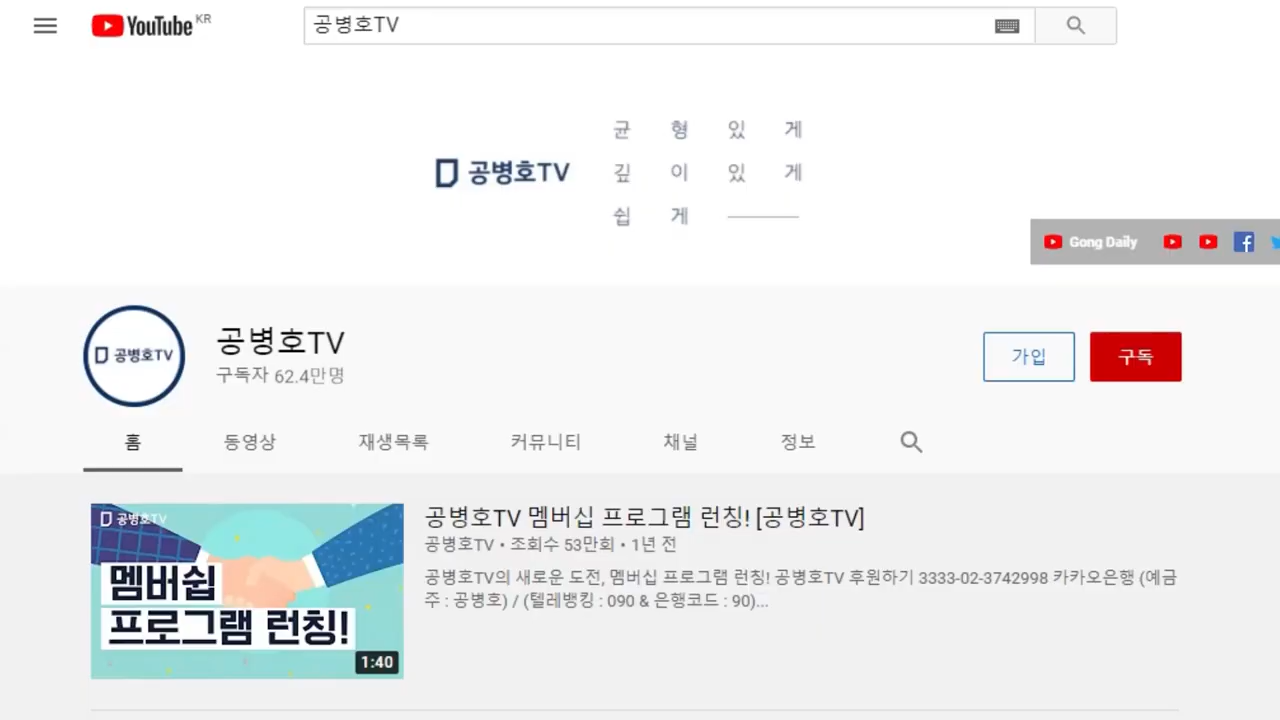 YouTube KR
공병호TV
균 형 있 게
공병호TV
깊 이 있 게
쉽 게
Gong Daily
공병호TV
공병호TV
구독자 62.4만명
가입
구독
홈
동영상
재생목록
커뮤니티
채널
정보
공병호TV
멤버쉽
프로그램 런칭!
1:40
공병호TV 멤버십 프로그램 런칭! [공병호TV]
공병호TV • 조회수 53만회 • 1년 전
공병호TV의 새로운 도전, 멤버십 프로그램 런칭! 공병호TV 후원하기 3333-02-3742998 카카오은행 (예금
주 : 공병호) / (텔레뱅킹 : 090 & 은행코드 : 90)...